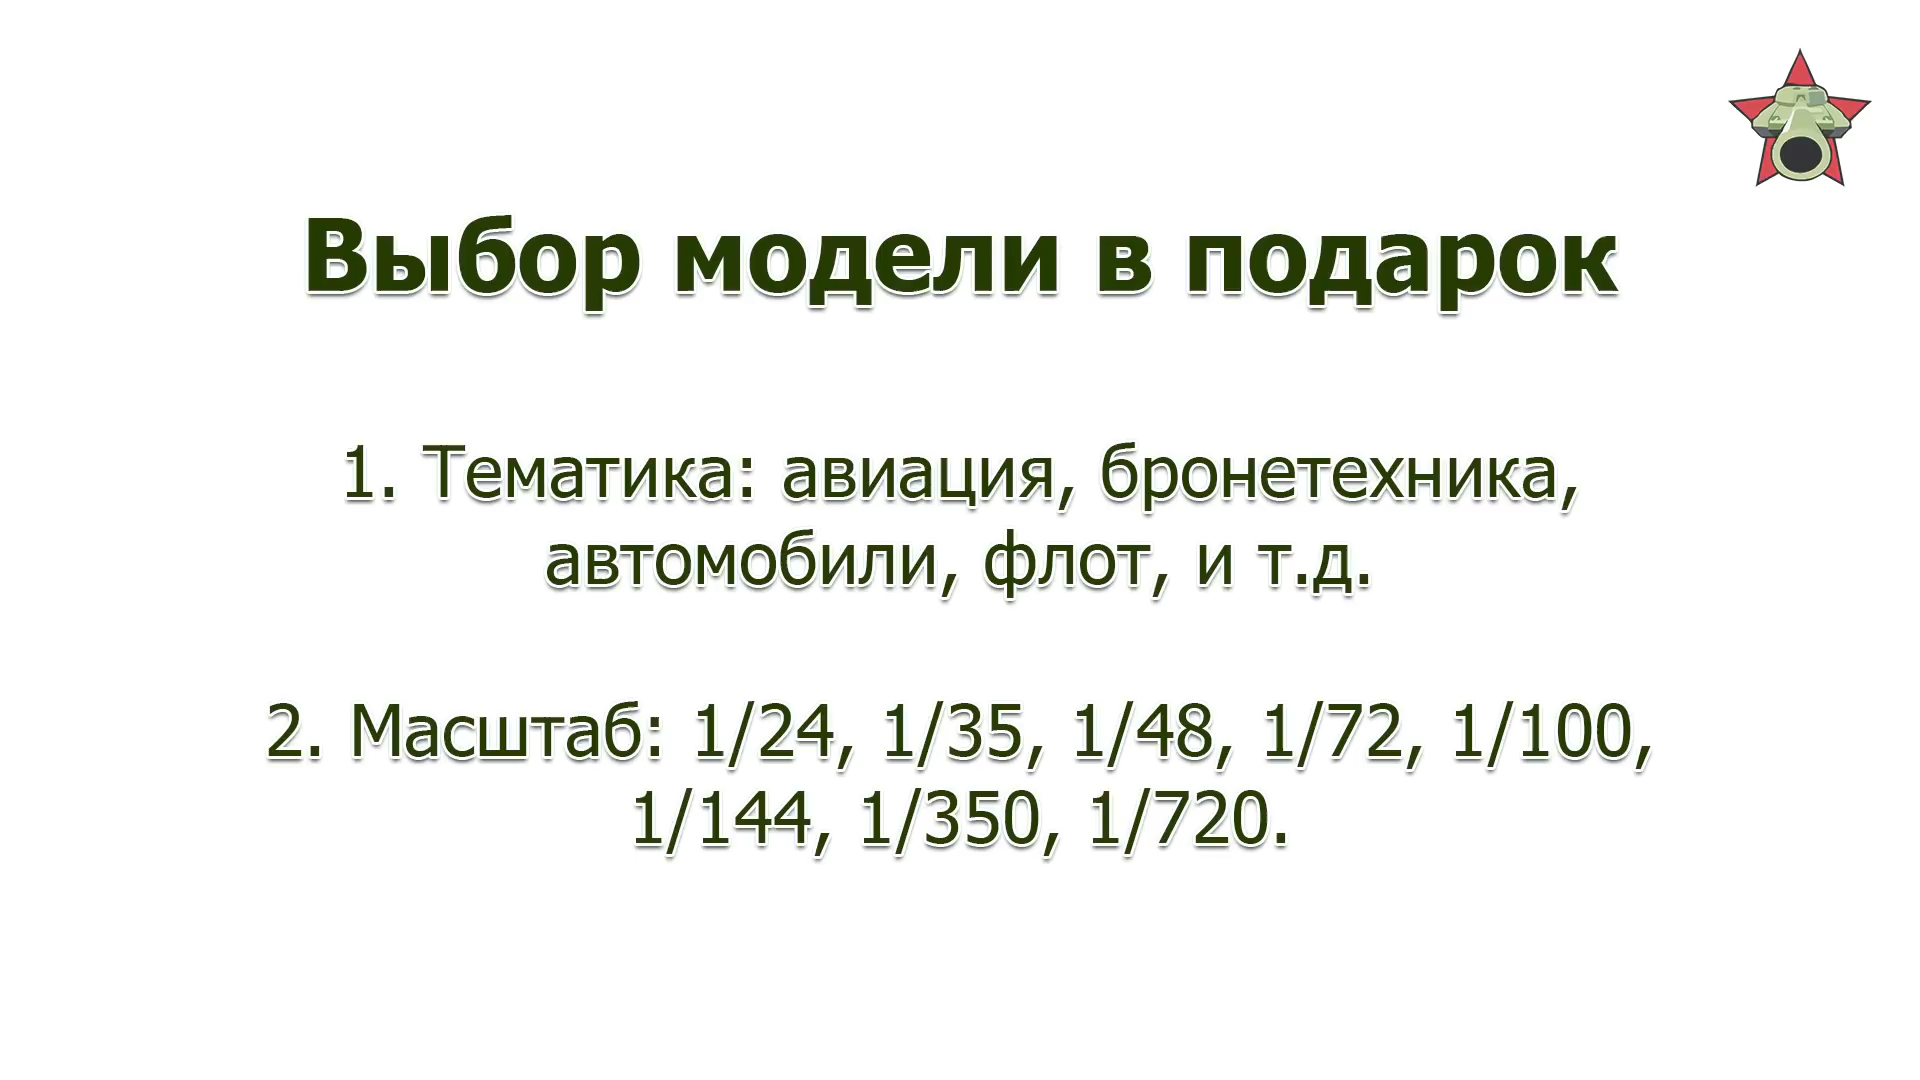 Выбор модели в подарок
1. Тематика: авиация, бронетехника,
автомобили, флот, и т.д.
2. Масштаб: 1/24, 1/35, 1/48, 1/72, 1/100,
1/144, 1/350, 1/720.